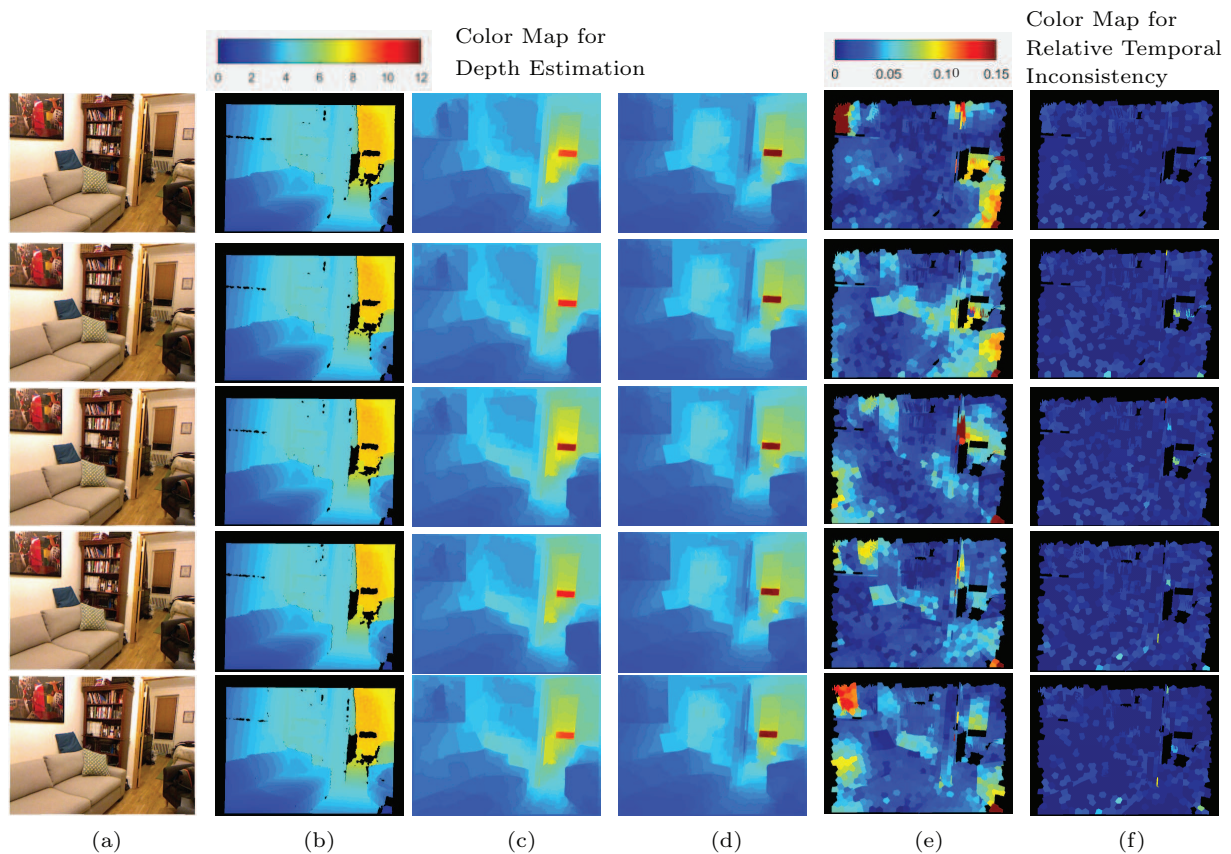 Color Map for
Depth Estimation
0 2 4 6 8 10 12
Color Map for
Relative Temporal
Inconsistency
0 0.05 0.10 0.15
(a) (b) (c) (d) (e) (f)